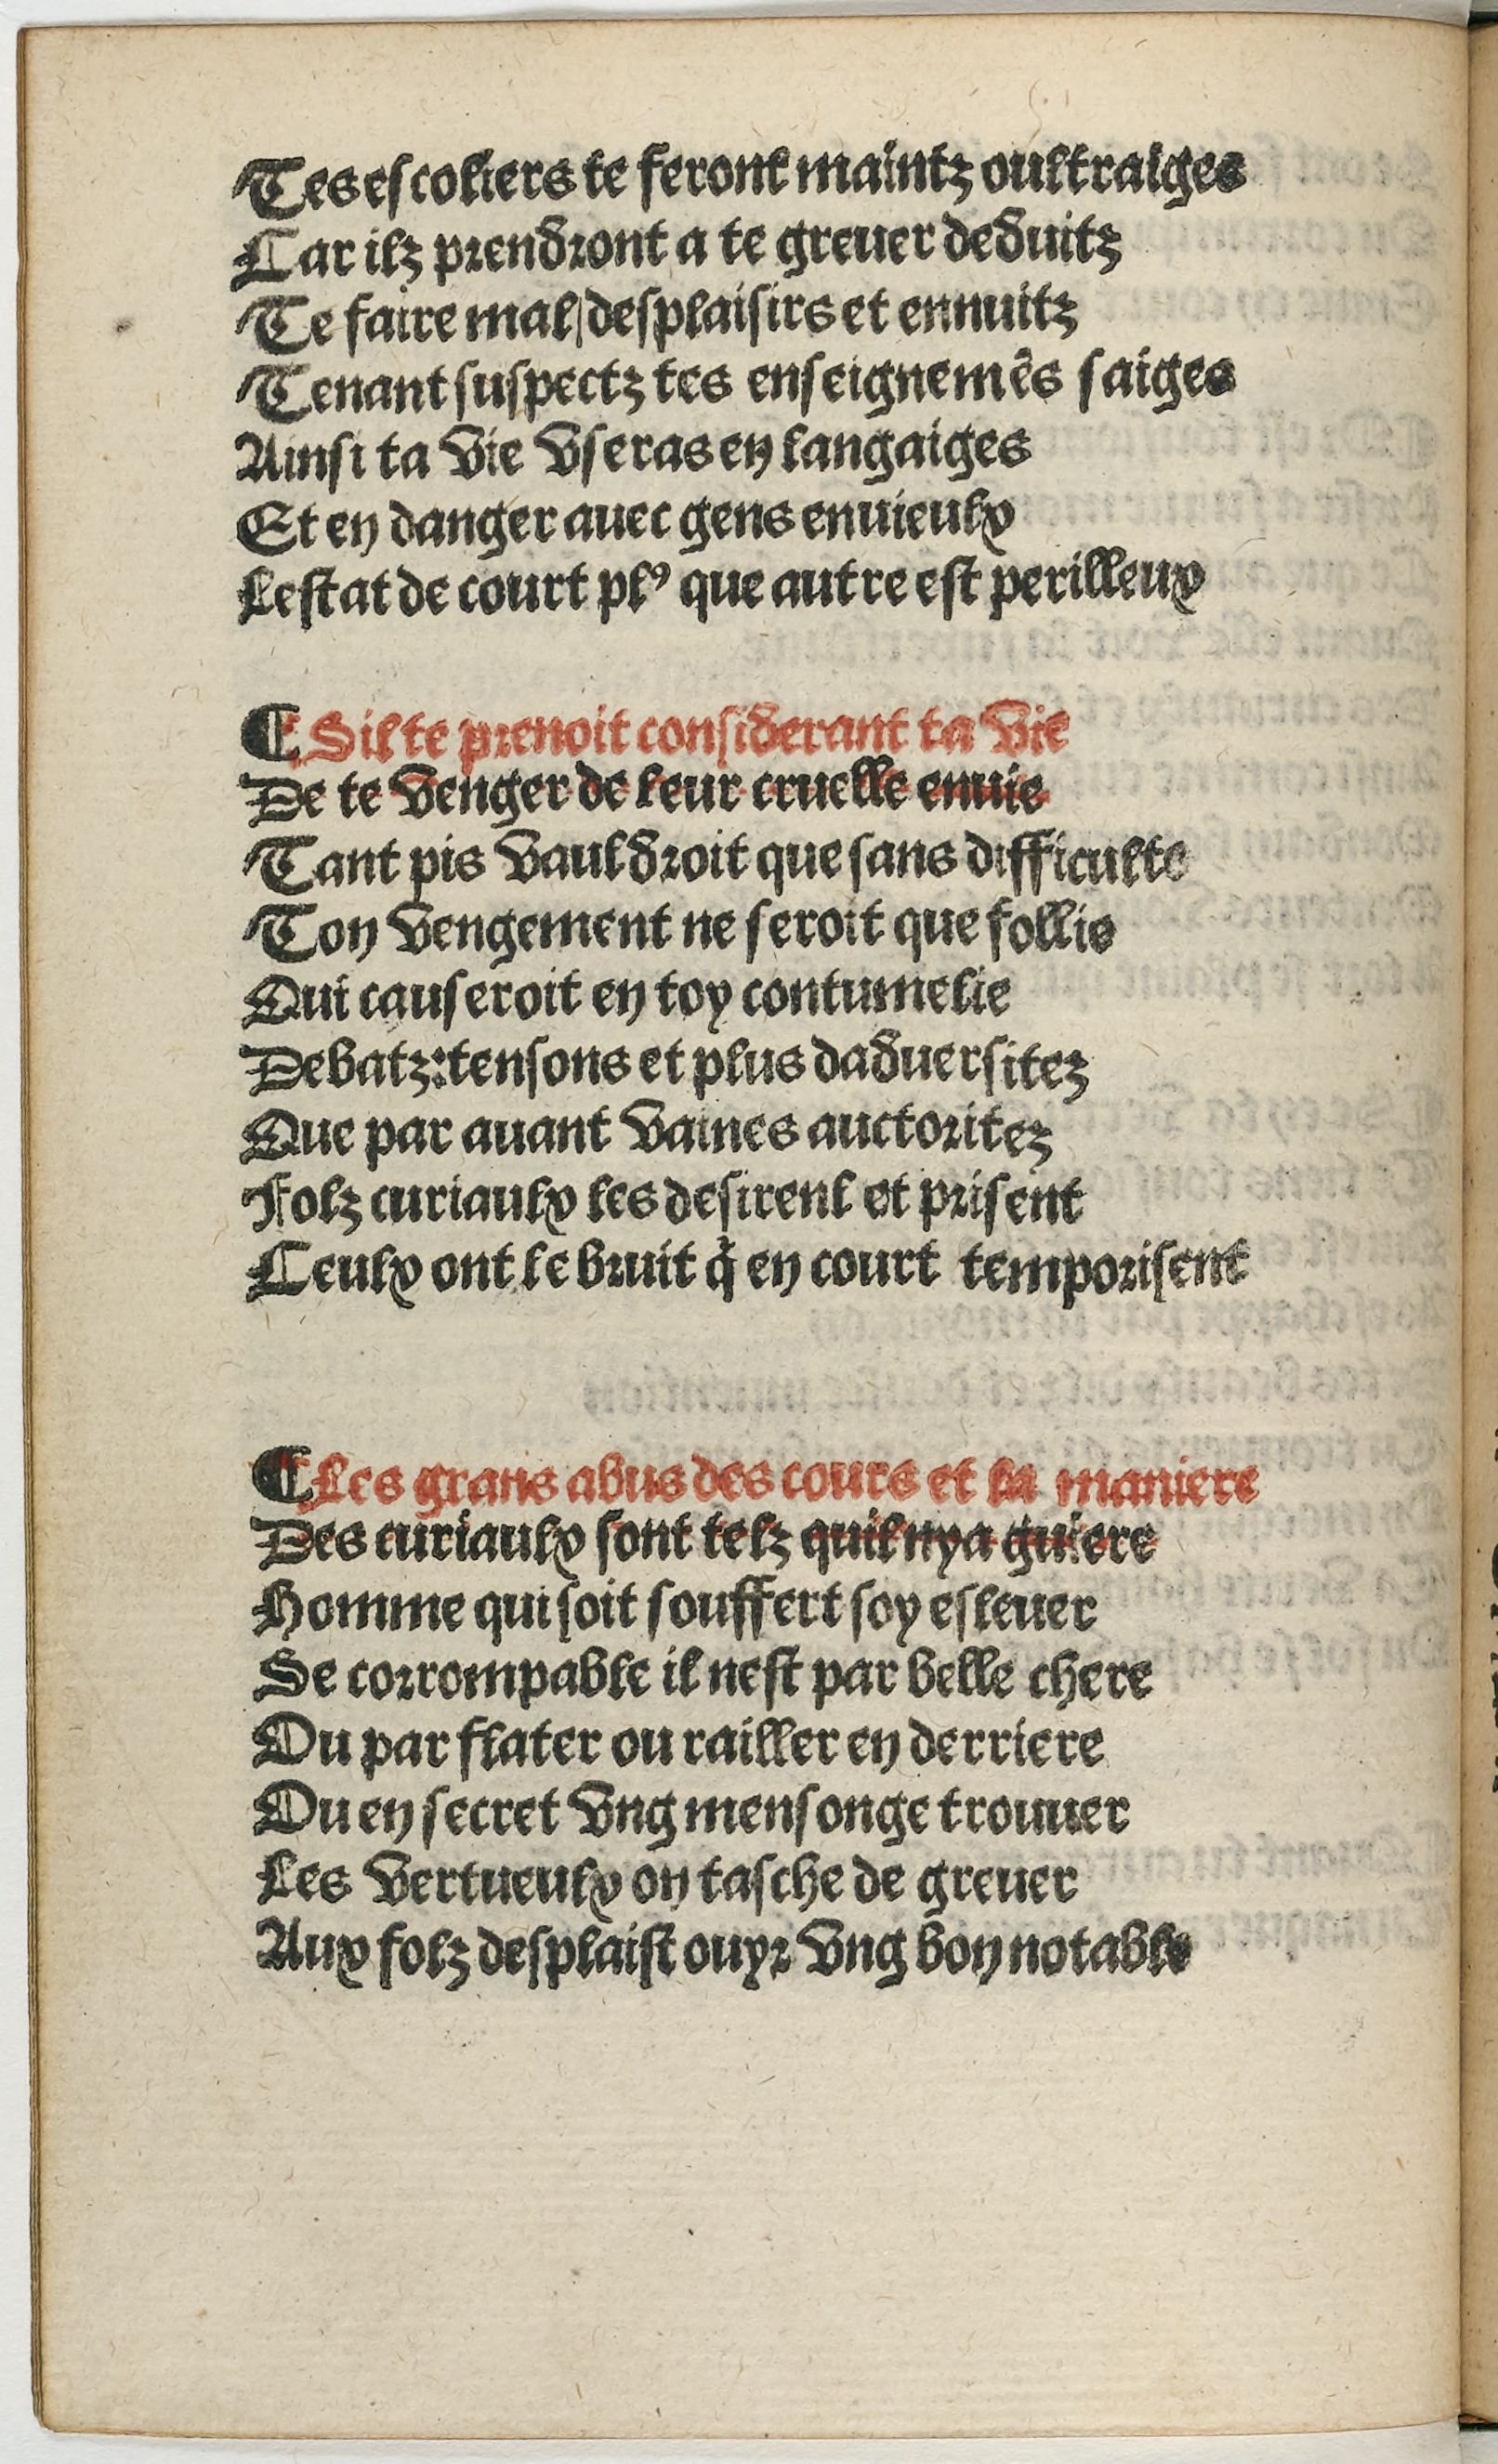 Tes escoliers te feront maintz oultraiges
Car ilz prendront a te greuer deduitz
Te faire mal/desplaisirs et ennuitz
Tenant suspectz tes enseignemẽs saiges
Ainsi ta vie vseras en langaiges
Et en danger auec gens enuieulx
Lestat de court plꝰ que autre est perilleux
¶ Sil te prenoit considerant ta vie
De te venger de leur cruelle enuie
Tant pis vauldroit que sans difficulte
Ton vengement ne seroit que follie
Qui causeroit en toy contumelie
Debatz:tensons et plus daduersitez
Que par auant vaines auctoritez
Folz curiaulx les desirent et prisent
Ceulx ont le bruit q̃ en court temporisent
¶ Les grans abus des cours et la maniere
Des curiaulx sont telz quil nya guiere
Homme qui soit souffert soy esleuer
Se corrompable il nest par belle chere
Ou par flater ou railler en derriere
Ou en secret vng mensonge trouuer
Les vertueulx on tasche de greuer
Aux folz desplaist ouyr vng bon notable